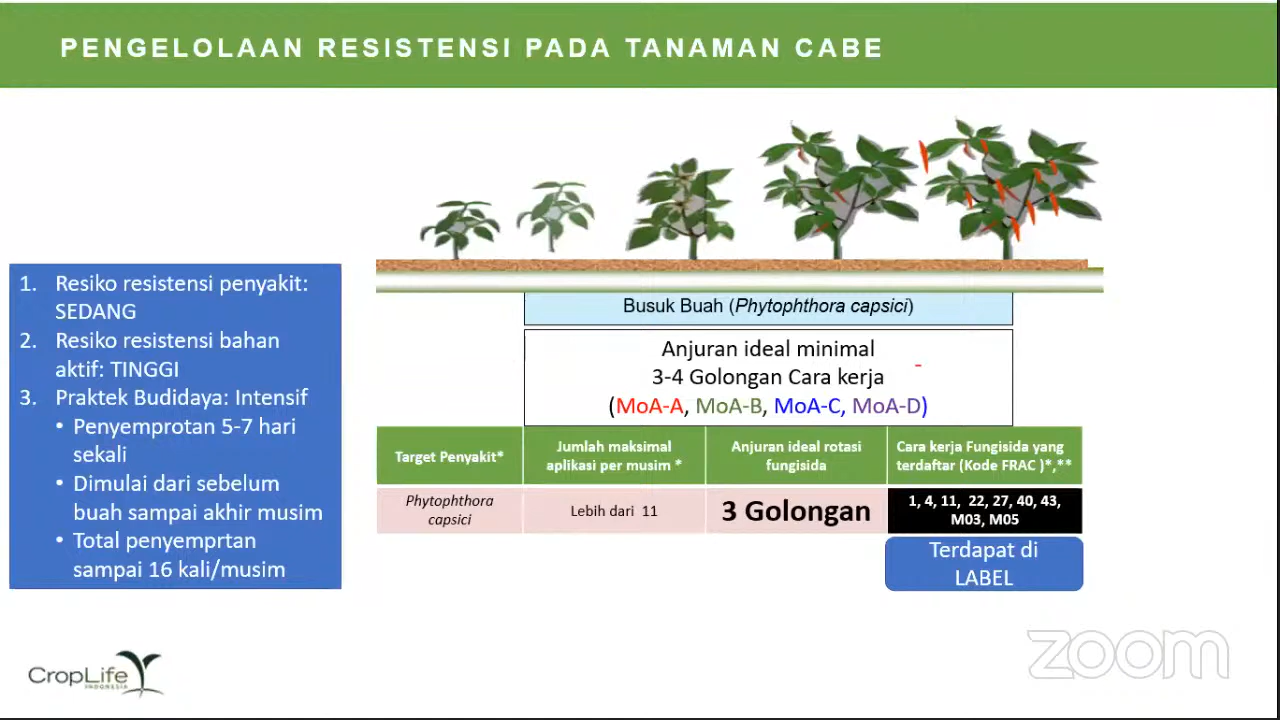 PENGELOLAAN RESISTENSI PADA TANAMAN CABE
1. Resiko resistensi penyakit:
SEDANG
2. Resiko resistensi bahan
aktif: TINGGI
3. Praktek Budidaya: Intensif
• Penyemprotan 5-7 hari
sekali
• Dimulai dari sebelum
buah sampai akhir musim
• Total penyemprtan
sampai 16 kali/musim
Busuk Buah (Phytophthora capsici)
Anjuran ideal minimal
3-4 Golongan Cara kerja
(MoA-A, MoA-B, MoA-C, MoA-D)
Target Penyakit*
Jumlah maksimal
aplikasi per musim *
Anjuran ideal rotasi
fungisida
Cara kerja Fungisida yang
terdaftar (Kode FRAC )*,**
Phytophthora
capsici
Lebih dari 11
3 Golongan
1, 4, 11, 22, 27, 40, 43,
M03, M05
Terdapat di
LABEL
CropLife
INDONESIA
zoom